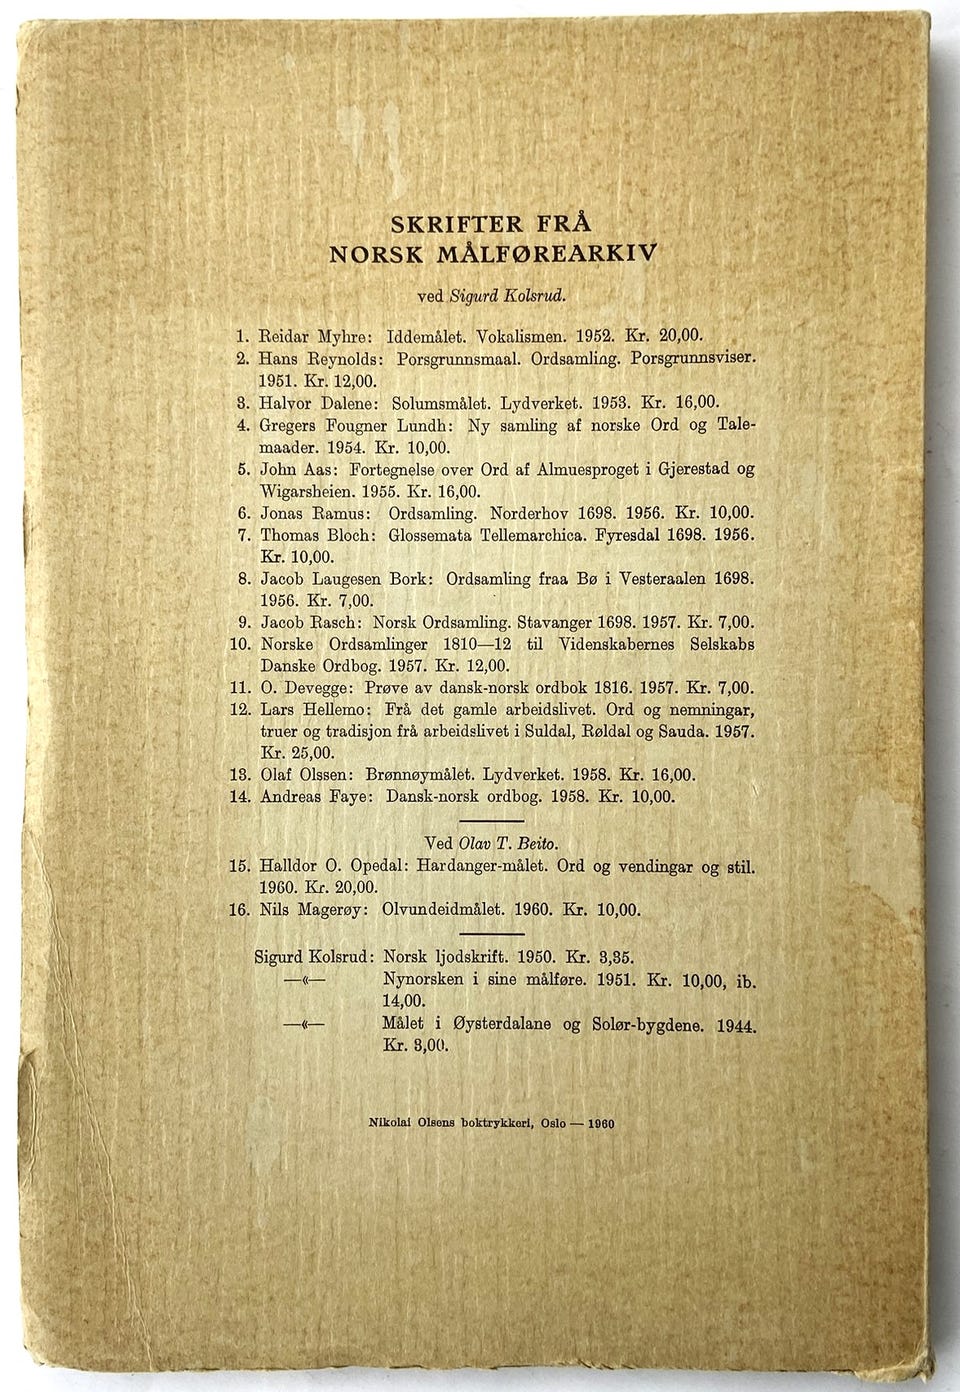 SKRIFTER FRÅ
NORSK MÅLFØREARKIV
ved Sigurd Kolsrud.
1. Reidar Myhre: Iddemålet. Vokalismen. 1952. Kr. 20,00.
2. Hans Reynolds: Porsgrunnsmaal. Ordsamling. Porsgrunnsviser.
1951. Kr. 12,00.
3. Halvor Dalene: Solumsmålet. Lydverket. 1953. Kr. 16,00.
4. Gregers Fougner Lundh: Ny samling af norske Ord og Tale-
maader. 1954. Kr. 10,00.
5. John Aas: Fortegnelse over Ord af Almuesproget i Gjerestad og
Wigarsheien. 1955. Kr. 16,00.
6. Jonas Ramus: Ordsamling. Norderhov 1698. 1956. Kr. 10,00.
7. Thomas Bloch: Glossemata Tellemarchica. Fyresdal 1698. 1956.
Kr. 10,00.
8. Jacob Laugesen Bork: Ordsamling fraa Bø i Vesteraalen 1698.
1956. Kr. 7,00.
9. Jacob Rasch: Norsk Ordsamling. Stavanger 1698. 1957. Kr. 7,00.
10. Norske Ordsamlinger 1810—12 til Videnskabernes Selskabs
Danske Ordbog. 1957. Kr. 12,00.
11. O. Devegge: Prøve av dansk-norsk ordbok 1816. 1957. Kr. 7,00.
12. Lars Hellemo: Frå det gamle arbeidslivet. Ord og nemningar,
truer og tradisjon frå arbeidslivet i Suldal, Røldal og Sauda. 1957.
Kr. 25,00.
13. Olaf Olssen: Brønnøymålet. Lydverket. 1958. Kr. 16,00.
14. Andreas Faye: Dansk-norsk ordbog. 1958. Kr. 10,00.
Ved Olav T. Beito.
15. Halldor O. Opedal: Hardanger-målet. Ord og vendingar og stil.
1960. Kr. 20,00.
16. Nils Magerøy: Olvundeidmålet. 1960. Kr. 10,00.
Sigurd Kolsrud: Norsk ljodskrift. 1950. Kr. 3,35.
—«— Nynorsken i sine målføre. 1951. Kr. 10,00, ib.
14,00.
—«— Målet i Øysterdalane og Solør-bygdene. 1944.
Kr. 3,00.
Nikolai Olsens boktrykkeri, Oslo — 1960